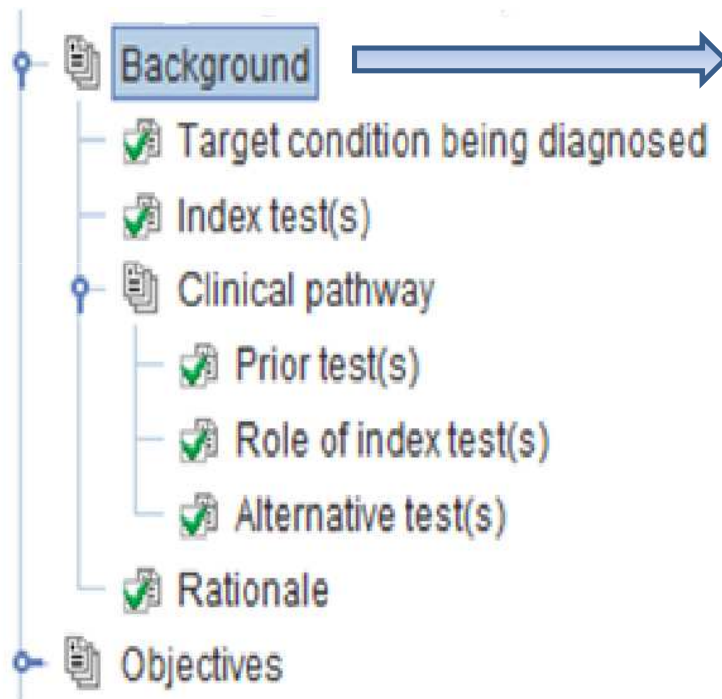 Background
Target condition being diagnosed
Index test(s)
Clinical pathway
Prior test(s)
Role of index test(s)
Alternative test(s)
Rationale
Objectives